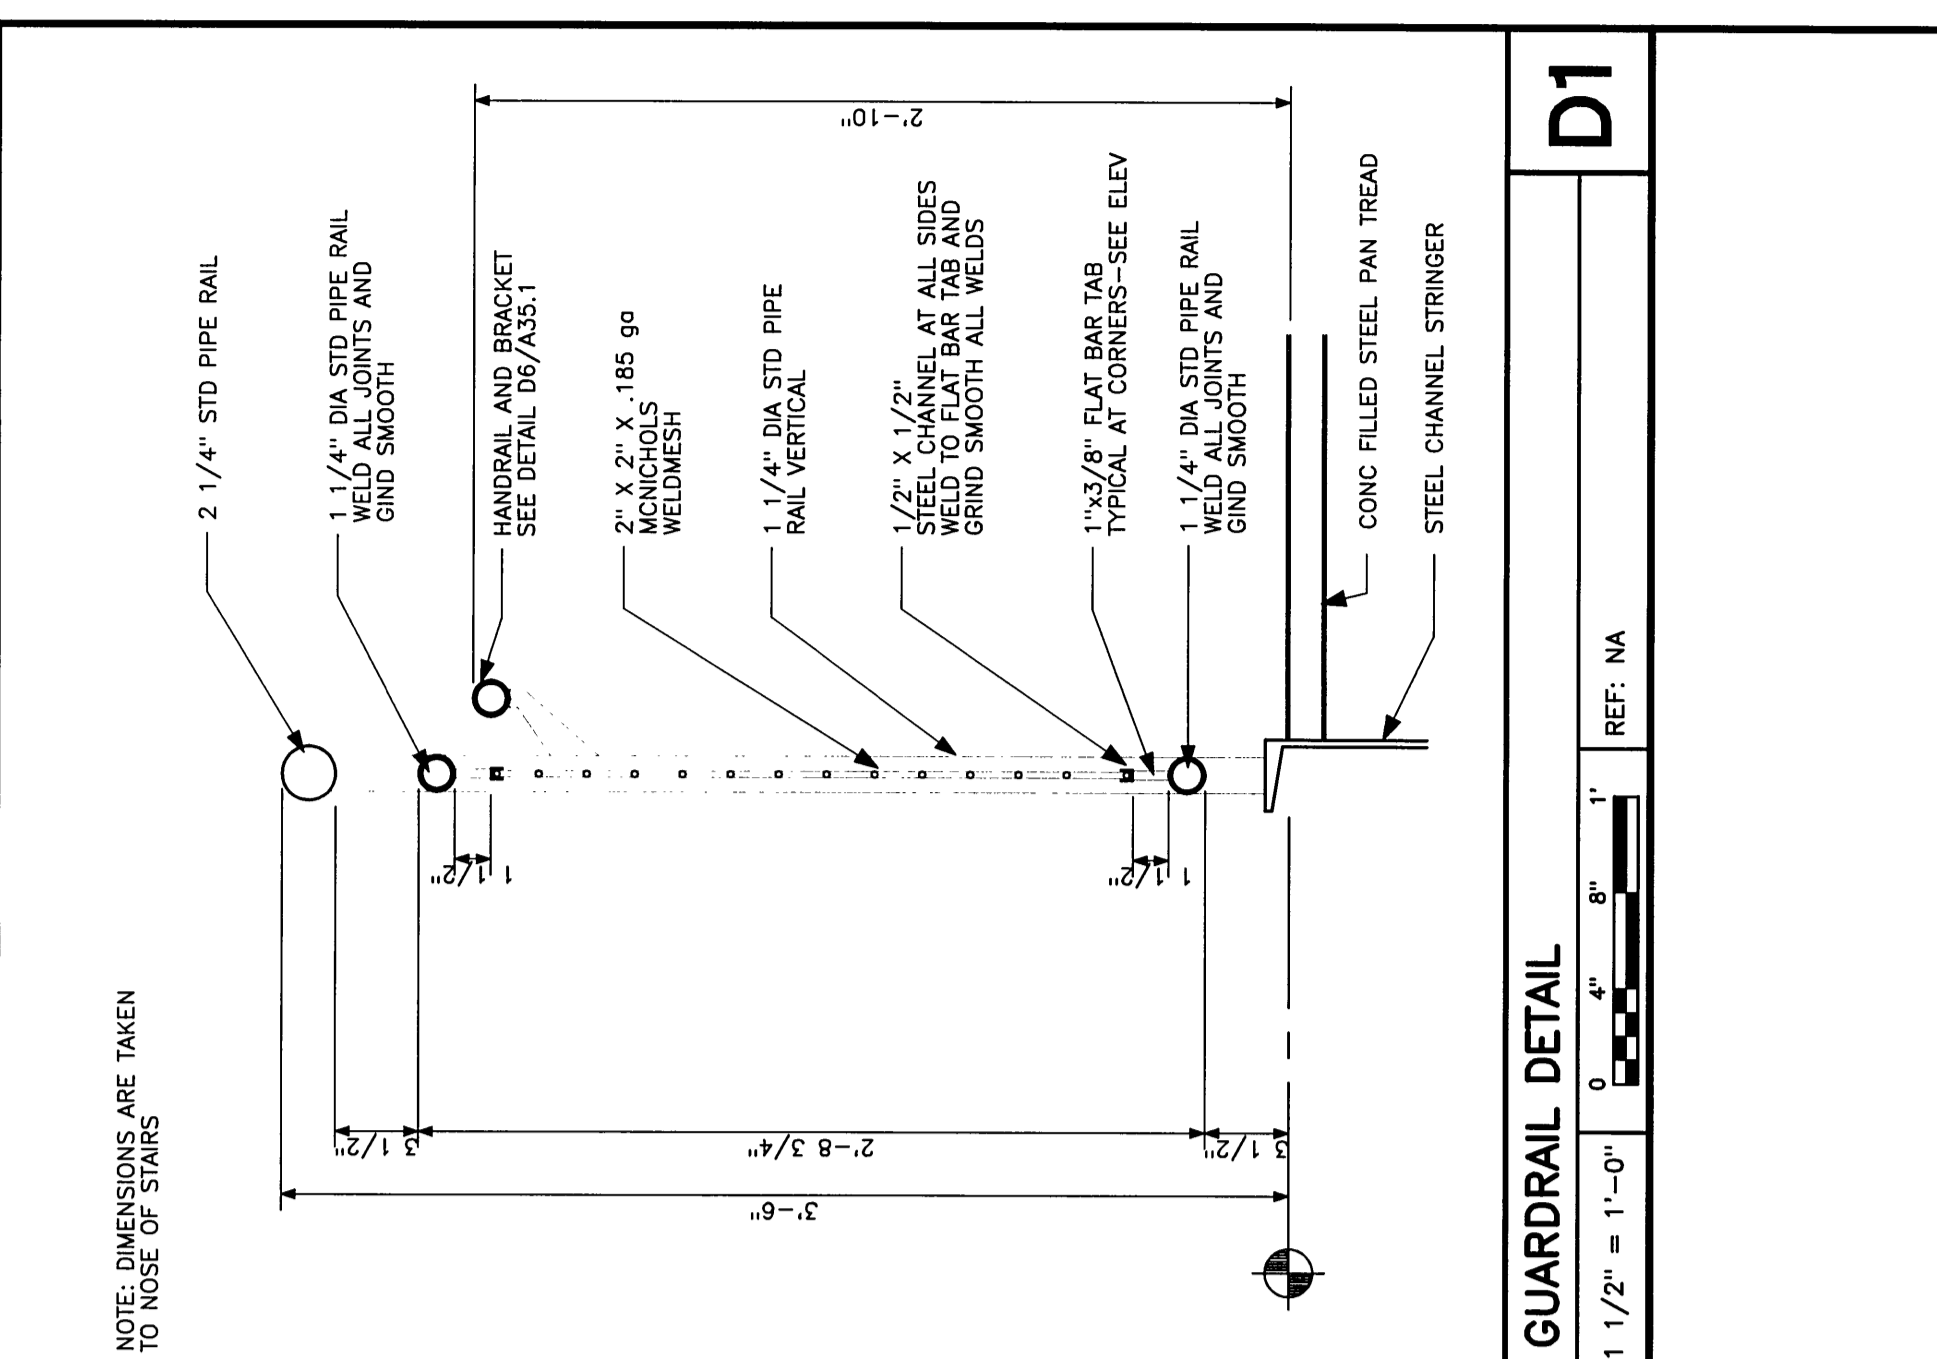 NOTE: DIMENSIONS ARE TAKEN
TO NOSE OF STAIRS
2 1/4" STD PIPE RAIL
1 1/4" DIA STD PIPE RAIL
WELD ALL JOINTS AND
GIND SMOOTH
HANDRAIL AND BRACKET
SEE DETAIL D6/A35.1
2" X 2" X .185 ga
MCNICHOLS
WELDMESH
1 1/4" DIA STD PIPE
RAIL VERTICAL
1/2" X 1/2"
STEEL CHANNEL AT ALL SIDES
WELD TO FLAT BAR TAB AND
GRIND SMOOTH ALL WELDS
1"x3/8" FLAT BAR TAB
TYPICAL AT CORNERS-SEE ELEV
1 1/4" DIA STD PIPE RAIL
WELD ALL JOINTS AND
GIND SMOOTH
CONC FILLED STEEL PAN TREAD
STEEL CHANNEL STRINGER
2'-10"
1 1/2"
1 1/2"
3 1/2"
2'-8 3/4"
3 1/2"
3'-6"
GUARDRAIL DETAIL
D1
1 1/2" = 1'-0"
0 4" 8" 1'
REF: NA